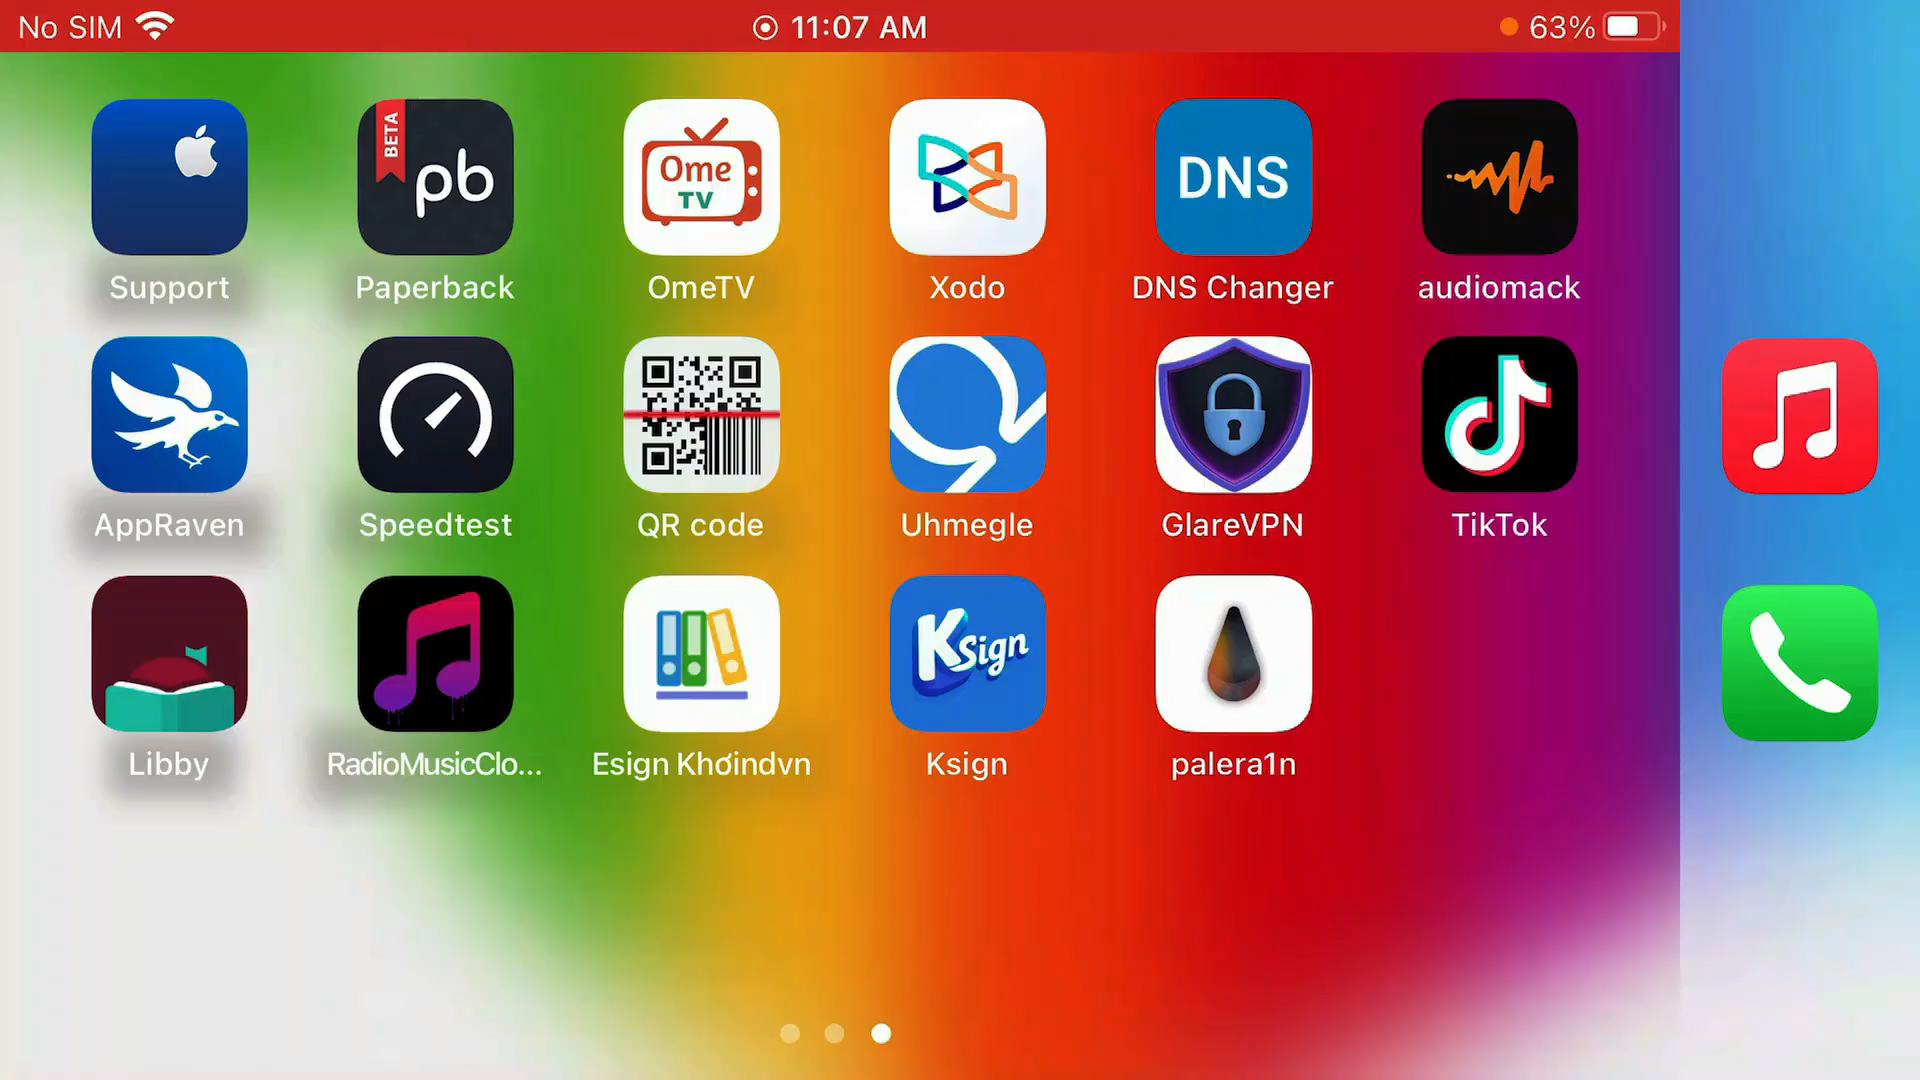 No SIM 11:07 AM 63%
BETA pb Ome TV DNS
Support Paperback OmeTV Xodo DNS Changer audiomack
AppRaven Speedtest QR code Uhmegle GlareVPN TikTok
Ksign
Libby RadioMusicClo... Esign Khơindvn Ksign palera1n